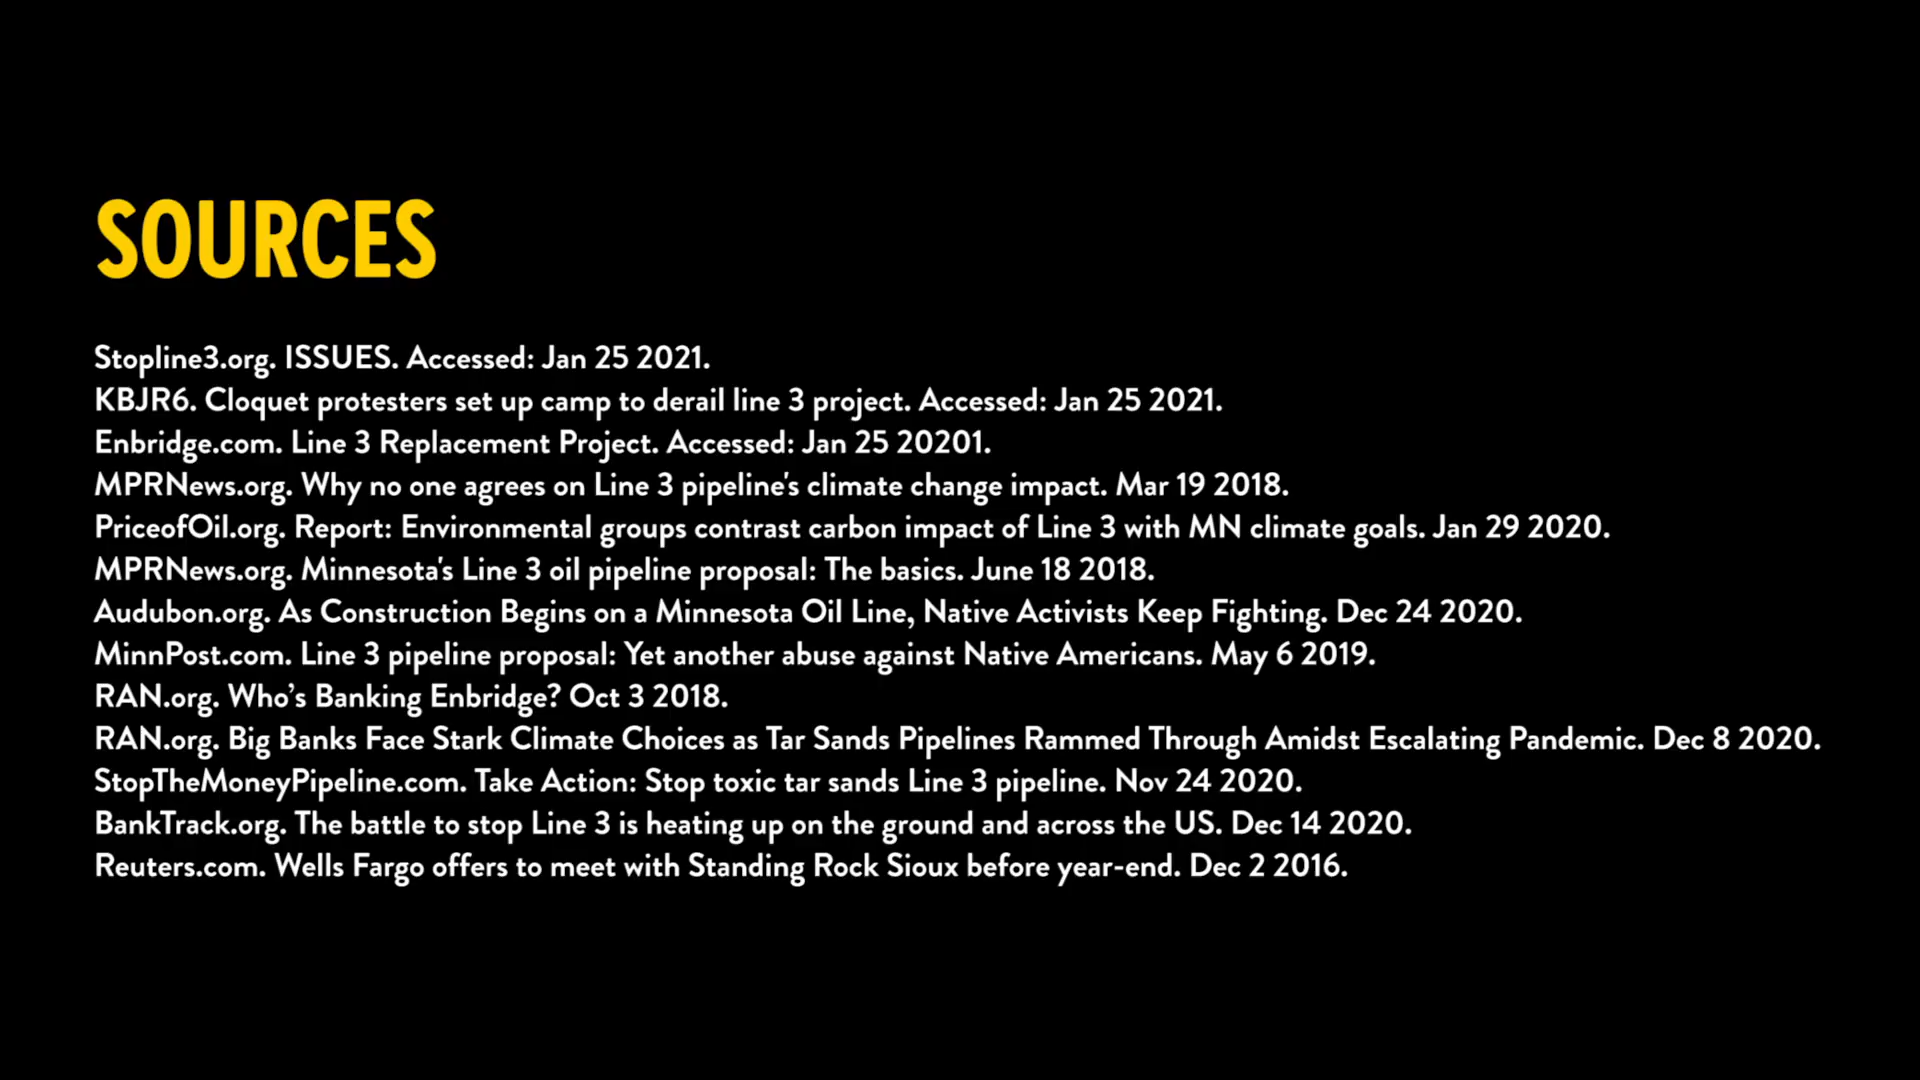 SOURCES
Stopline3.org. ISSUES. Accessed: Jan 25 2021.
KBJR6. Cloquet protesters set up camp to derail line 3 project. Accessed: Jan 25 2021.
Enbridge.com. Line 3 Replacement Project. Accessed: Jan 25 20201.
MPRNews.org. Why no one agrees on Line 3 pipeline's climate change impact. Mar 19 2018.
PriceofOil.org. Report: Environmental groups contrast carbon impact of Line 3 with MN climate goals. Jan 29 2020.
MPRNews.org. Minnesota's Line 3 oil pipeline proposal: The basics. June 18 2018.
Audubon.org. As Construction Begins on a Minnesota Oil Line, Native Activists Keep Fighting. Dec 24 2020.
MinnPost.com. Line 3 pipeline proposal: Yet another abuse against Native Americans. May 6 2019.
RAN.org. Who’s Banking Enbridge? Oct 3 2018.
RAN.org. Big Banks Face Stark Climate Choices as Tar Sands Pipelines Rammed Through Amidst Escalating Pandemic. Dec 8 2020.
StopTheMoneyPipeline.com. Take Action: Stop toxic tar sands Line 3 pipeline. Nov 24 2020.
BankTrack.org. The battle to stop Line 3 is heating up on the ground and across the US. Dec 14 2020.
Reuters.com. Wells Fargo offers to meet with Standing Rock Sioux before year-end. Dec 2 2016.